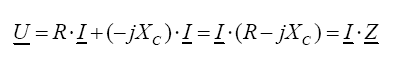 U = R·I+(−jX_C)·I = I·(R−jX_C) = I·Z